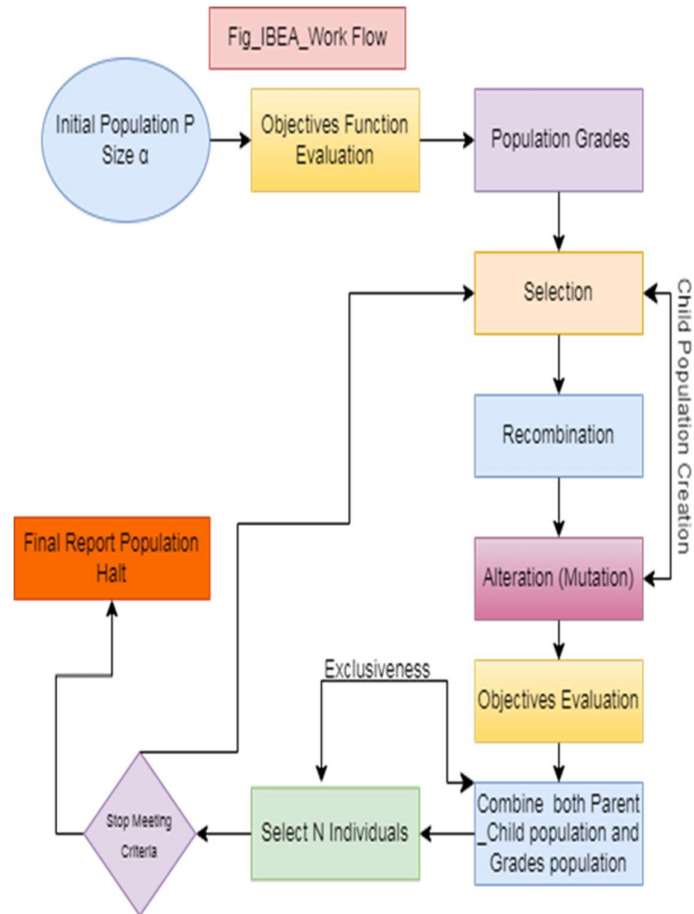 Fig_IBEA_Work Flow
Initial Population P
Size α
Objectives Function
Evaluation
Population Grades
Selection
Child Population Creation
Recombination
Final Report Population
Halt
Alteration (Mutation)
Exclusiveness
Objectives Evaluation
Stop Meeting
Criteria
Select N Individuals
Combine both Parent
_Child population and
Grades population